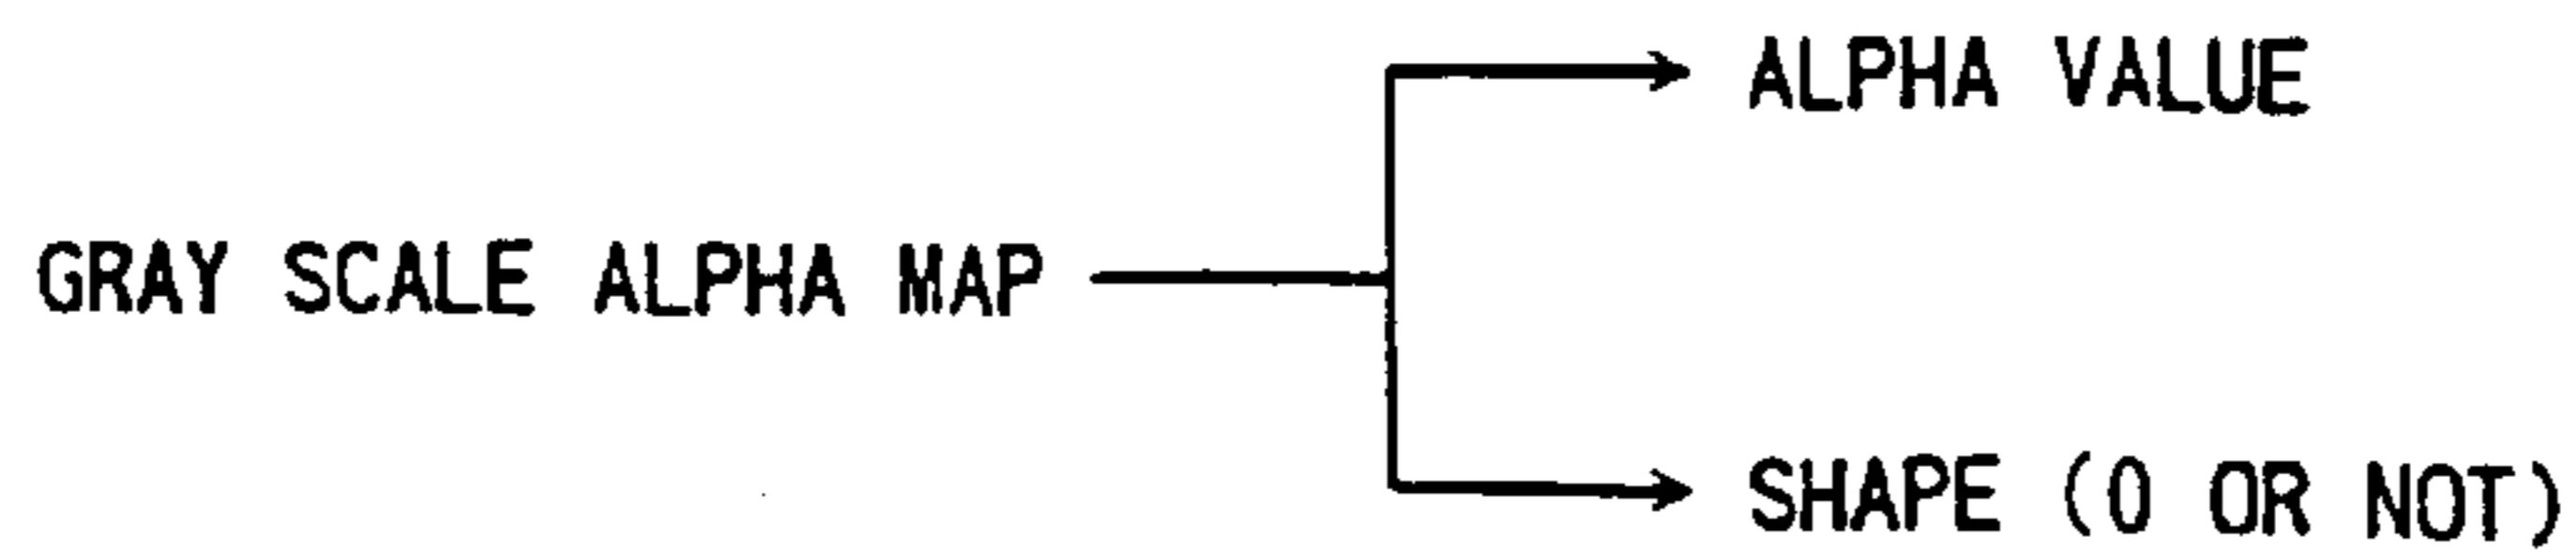 ALPHA VALUE
GRAY SCALE ALPHA MAP
SHAPE (0 OR NOT)